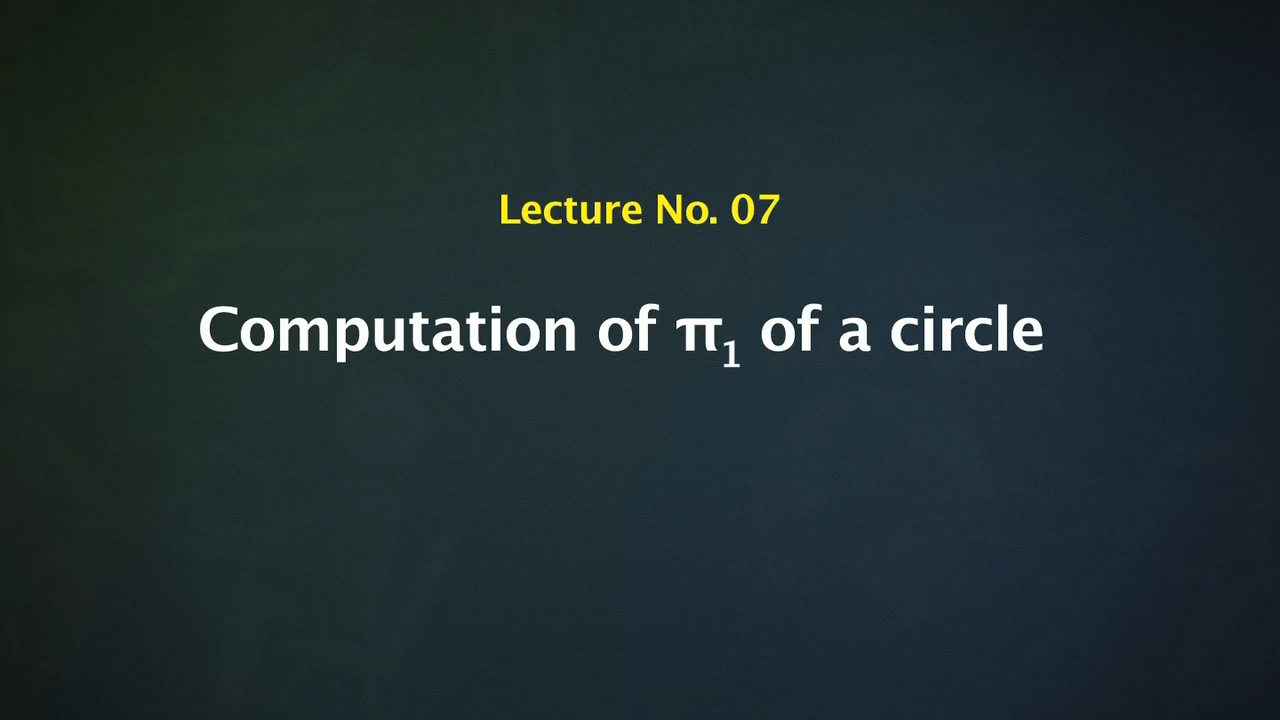 Lecture No. 07
Computation of π₁ of a circle